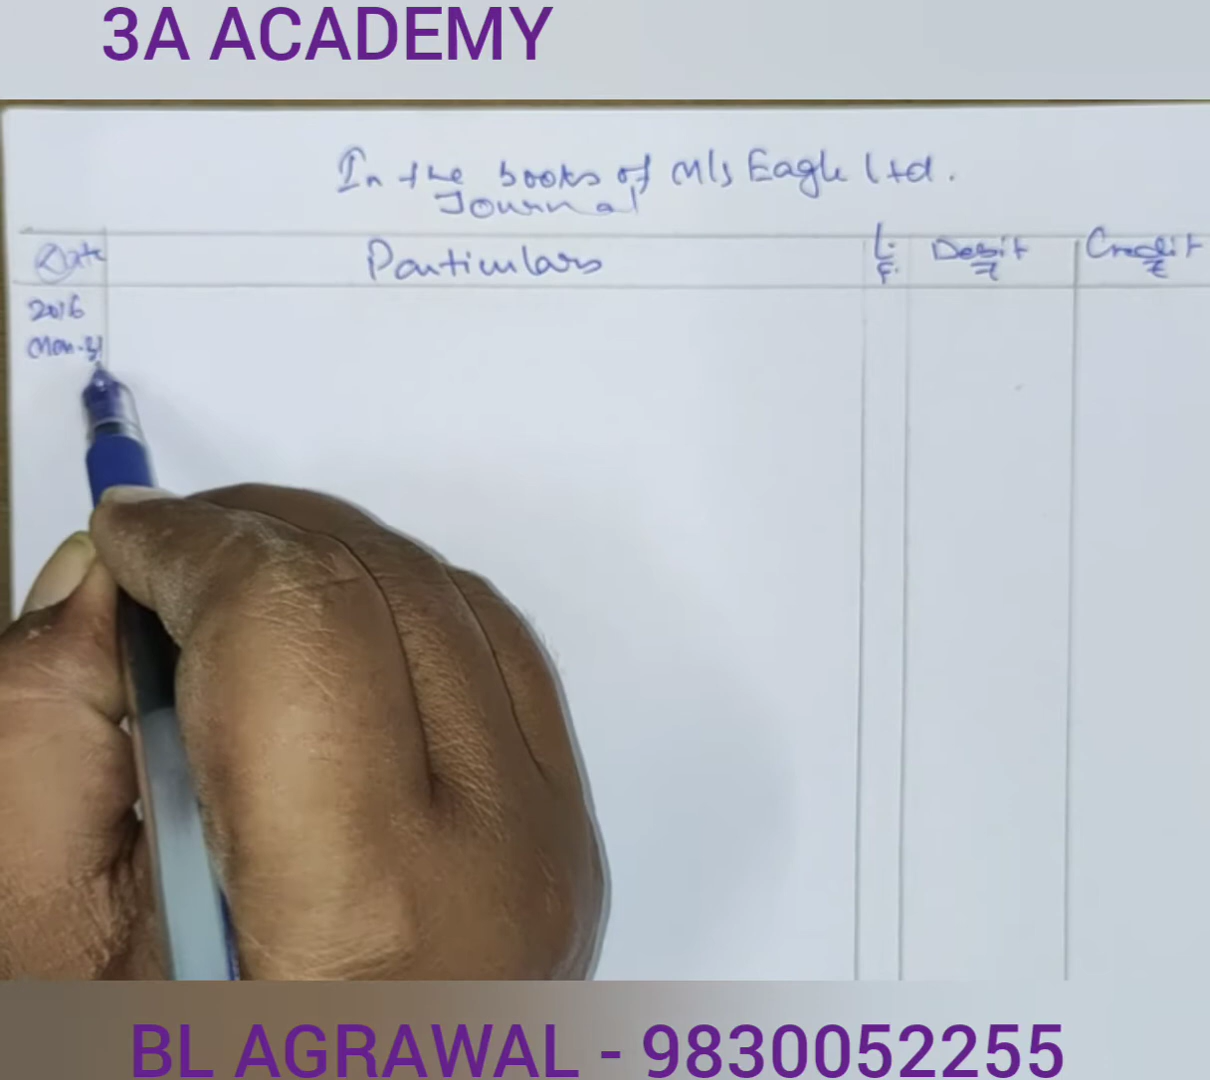 3A ACADEMY
In the books of M/s Eagle Ltd.
Journal
Date Particulars L.F. Debit ₹ Credit ₹
2016
Mar-31
BL AGRAWAL - 9830052255